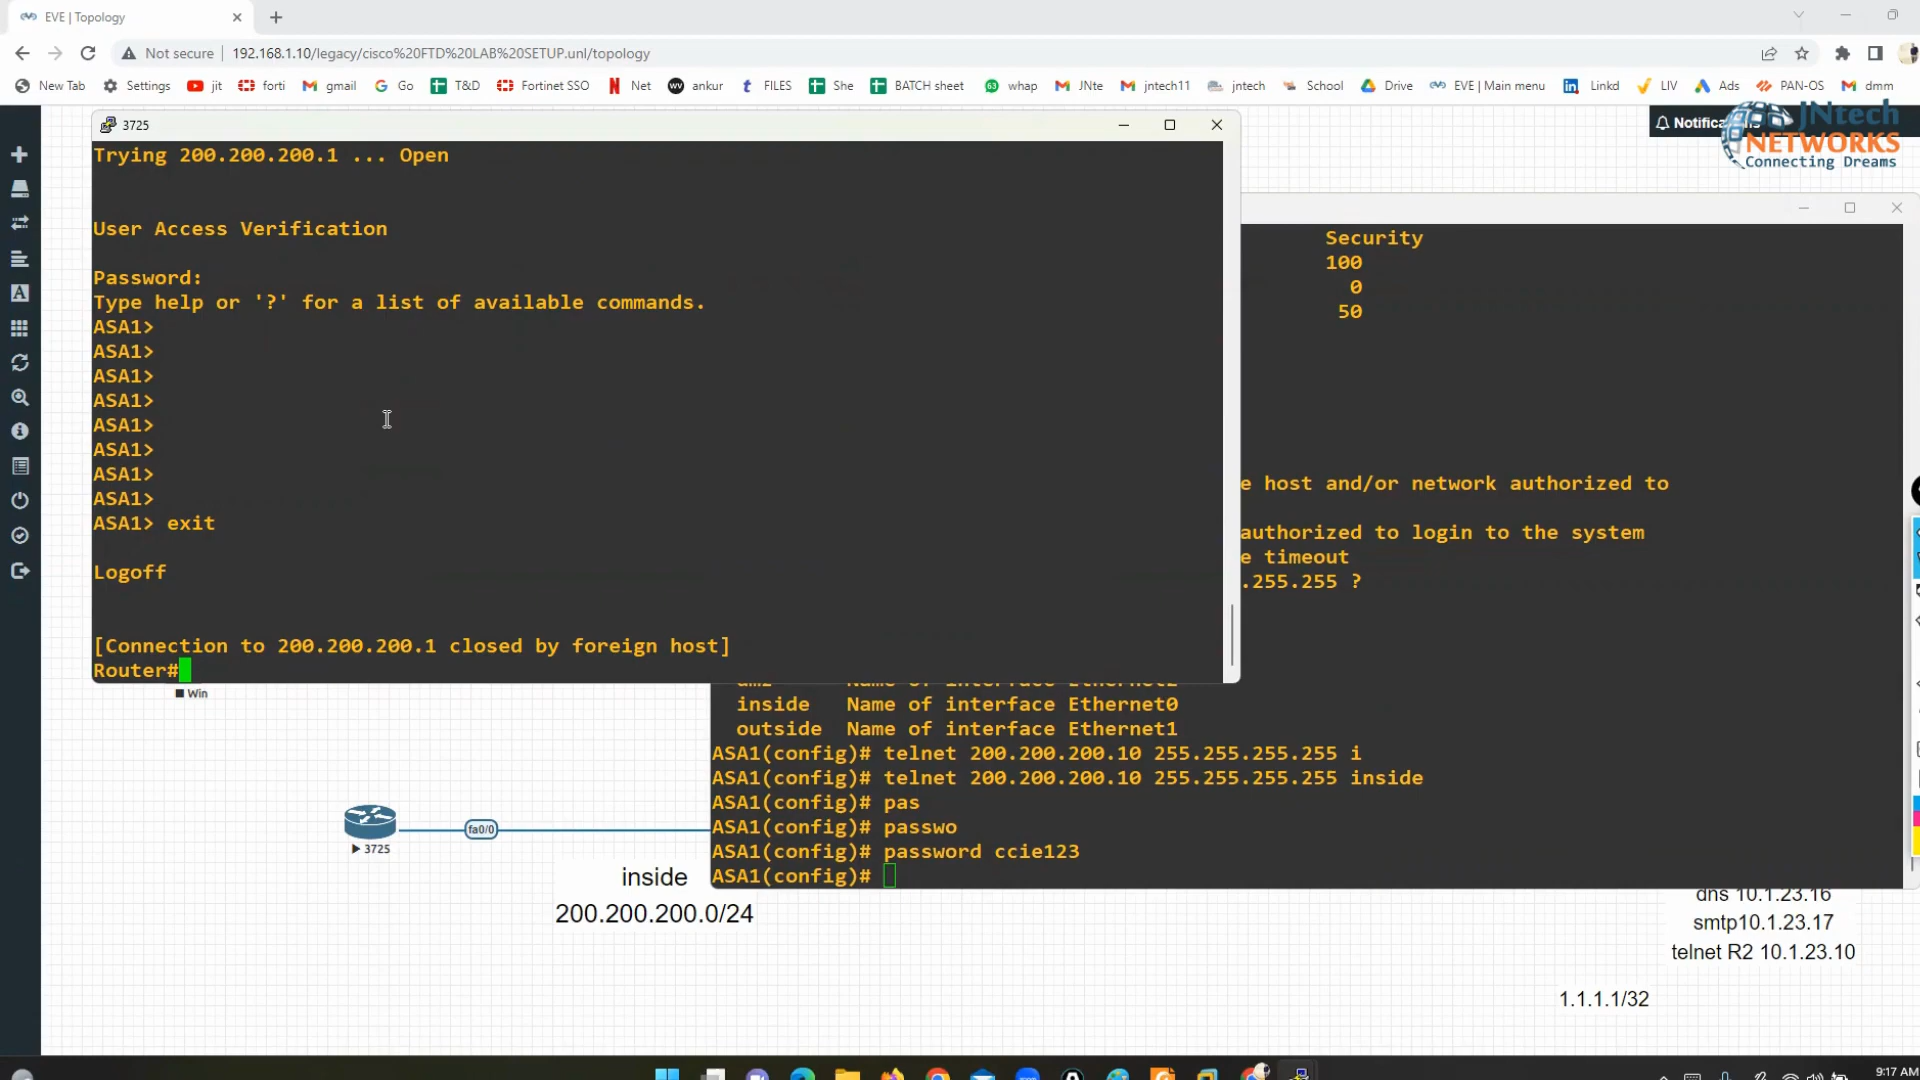 EVE | Topology
Not secure 192.168.1.10/legacy/cisco%20FTD%20LAB%20SETUP.unl/topology
New Tab Settings jit forti gmail Go T&D Fortinet SSO Net ankur FILES She BATCH sheet whap JNte jntech11 jntech School Drive EVE | Main menu Linkd LIV Ads PAN-OS dmm
JNtech
NETWORKS
Connecting Dreams
3725
Trying 200.200.200.1 ... Open
User Access Verification
Password:
Type help or '?' for a list of available commands.
ASA1>
ASA1>
ASA1>
ASA1>
ASA1>
ASA1>
ASA1>
ASA1>
ASA1> exit
Logoff
[Connection to 200.200.200.1 closed by foreign host]
Router#
Security
100
0
50
e host and/or network authorized to
authorized to login to the system
e timeout
.255.255 ?
inside Name of interface Ethernet0
outside Name of interface Ethernet1
ASA1(config)# telnet 200.200.200.10 255.255.255.255 i
ASA1(config)# telnet 200.200.200.10 255.255.255.255 inside
ASA1(config)# pas
ASA1(config)# passwo
ASA1(config)# password ccie123
ASA1(config)#
Win
fa0/0
3725
inside
200.200.200.0/24
dns 10.1.23.16
smtp10.1.23.17
telnet R2 10.1.23.10
1.1.1.1/32
9:17 AM